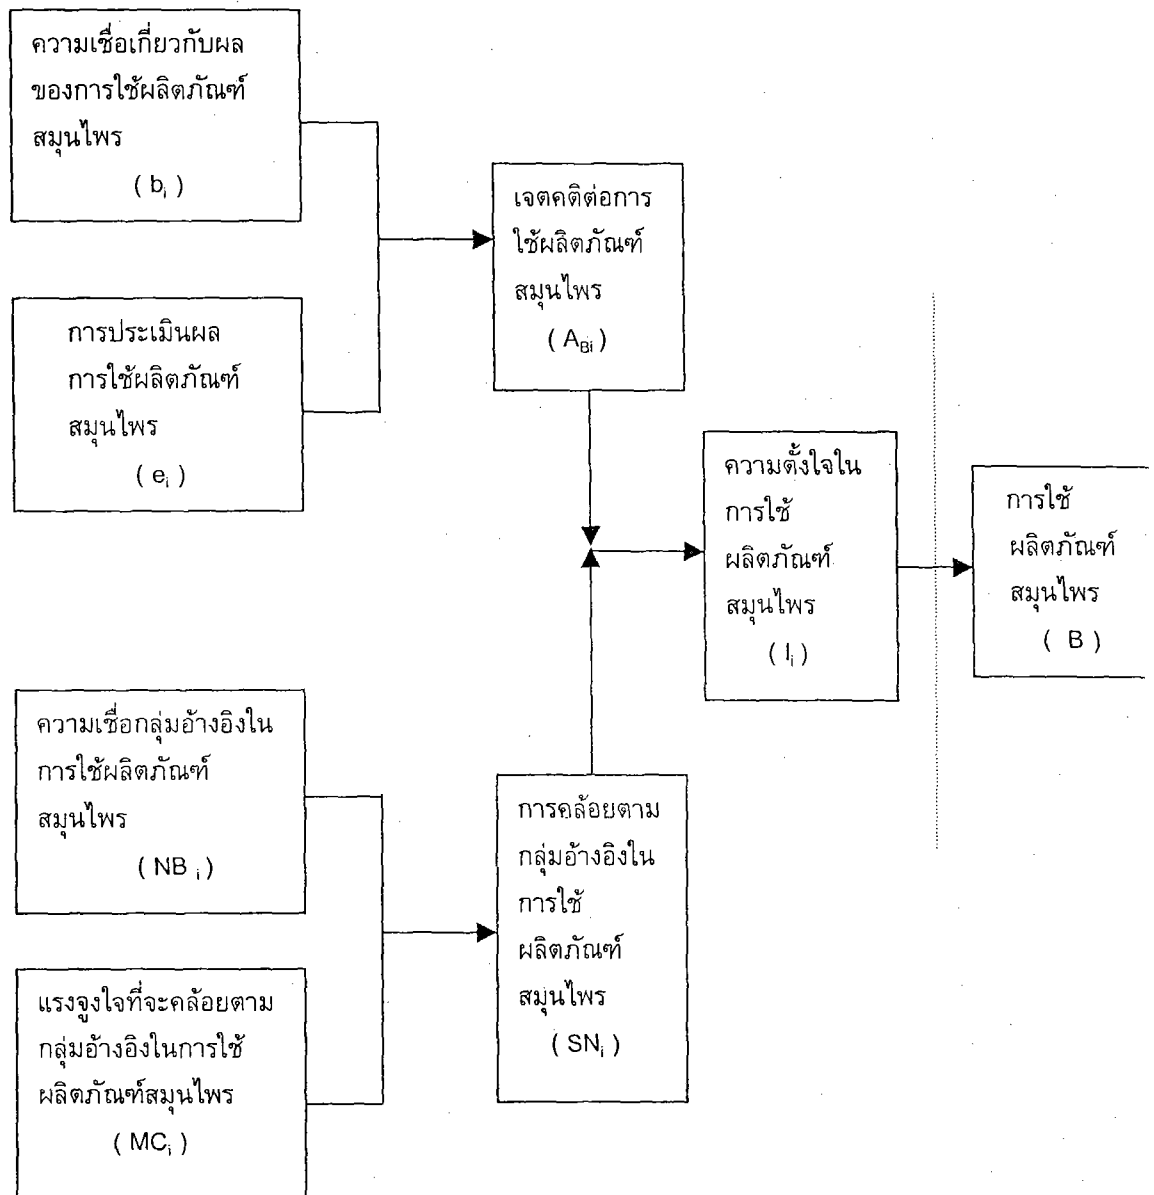 ความเชื่อเกี่ยวกับผล
ของการใช้ผลิตภัณฑ์
สมุนไพร
( bᵢ )
การประเมินผล
การใช้ผลิตภัณฑ์
สมุนไพร
( eᵢ )
เจตคติต่อการ
ใช้ผลิตภัณฑ์
สมุนไพร
( A_Bi )
ความตั้งใจใน
การใช้
ผลิตภัณฑ์
สมุนไพร
( Iᵢ )
การใช้
ผลิตภัณฑ์
สมุนไพร
( B )
ความเชื่อกลุ่มอ้างอิงใน
การใช้ผลิตภัณฑ์
สมุนไพร
( NB ᵢ )
แรงจูงใจที่จะคล้อยตาม
กลุ่มอ้างอิงในการใช้
ผลิตภัณฑ์สมุนไพร
( MCᵢ )
การคล้อยตาม
กลุ่มอ้างอิงใน
การใช้
ผลิตภัณฑ์
สมุนไพร
( SNᵢ )